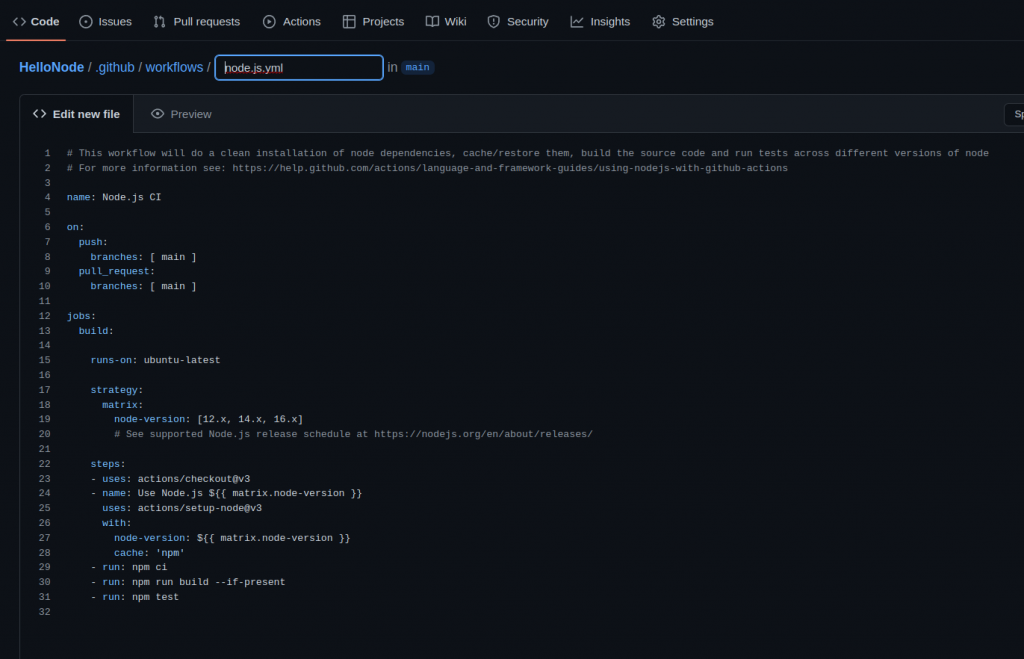 Code Issues Pull requests Actions Projects Wiki Security Insights Settings
HelloNode / .github / workflows / node.js.yml in main
Edit new file Preview Sp
1 # This workflow will do a clean installation of node dependencies, cache/restore them, build the source code and run tests across different versions of node
2 # For more information see: https://help.github.com/actions/language-and-framework-guides/using-nodejs-with-github-actions
3
4 name: Node.js CI
5
6 on:
7   push:
8     branches: [ main ]
9   pull_request:
10     branches: [ main ]
11
12 jobs:
13   build:
14
15     runs-on: ubuntu-latest
16
17     strategy:
18       matrix:
19         node-version: [12.x, 14.x, 16.x]
20         # See supported Node.js release schedule at https://nodejs.org/en/about/releases/
21
22     steps:
23     - uses: actions/checkout@v3
24     - name: Use Node.js ${{ matrix.node-version }}
25       uses: actions/setup-node@v3
26       with:
27         node-version: ${{ matrix.node-version }}
28         cache: 'npm'
29     - run: npm ci
30     - run: npm run build --if-present
31     - run: npm test
32